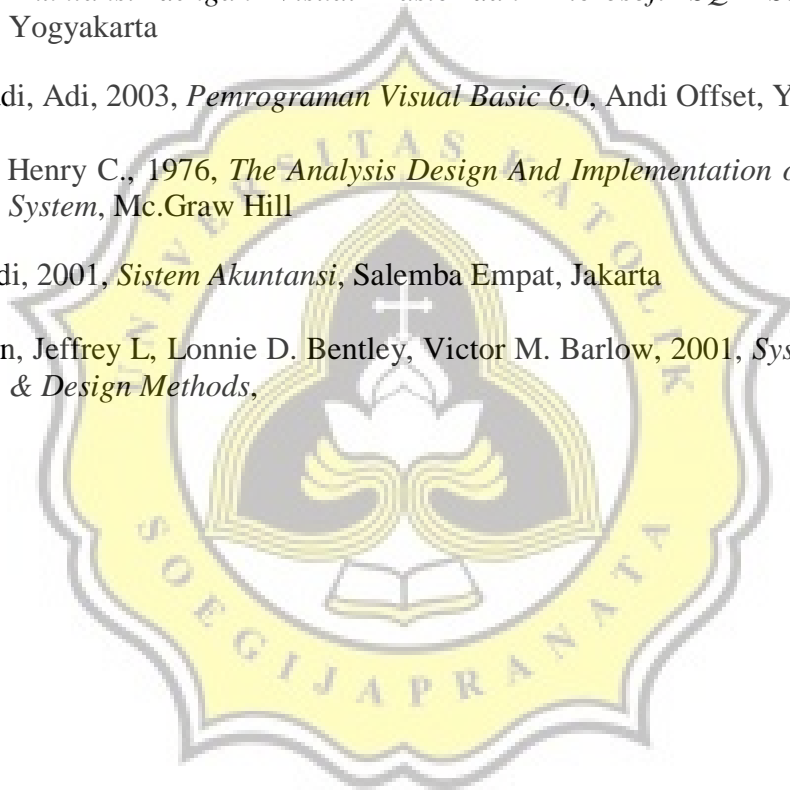 Yogyakarta
di, Adi, 2003, Pemrograman Visual Basic 6.0, Andi Offset, Y
Henry C., 1976, The Analysis Design And Implementation o
System, Mc.Graw Hill
di, 2001, Sistem Akuntansi, Salemba Empat, Jakarta
n, Jeffrey L, Lonnie D. Bentley, Victor M. Barlow, 2001, Sys
& Design Methods,
UNIVERSITAS KATOLIK
SOEGIJAPRANATA